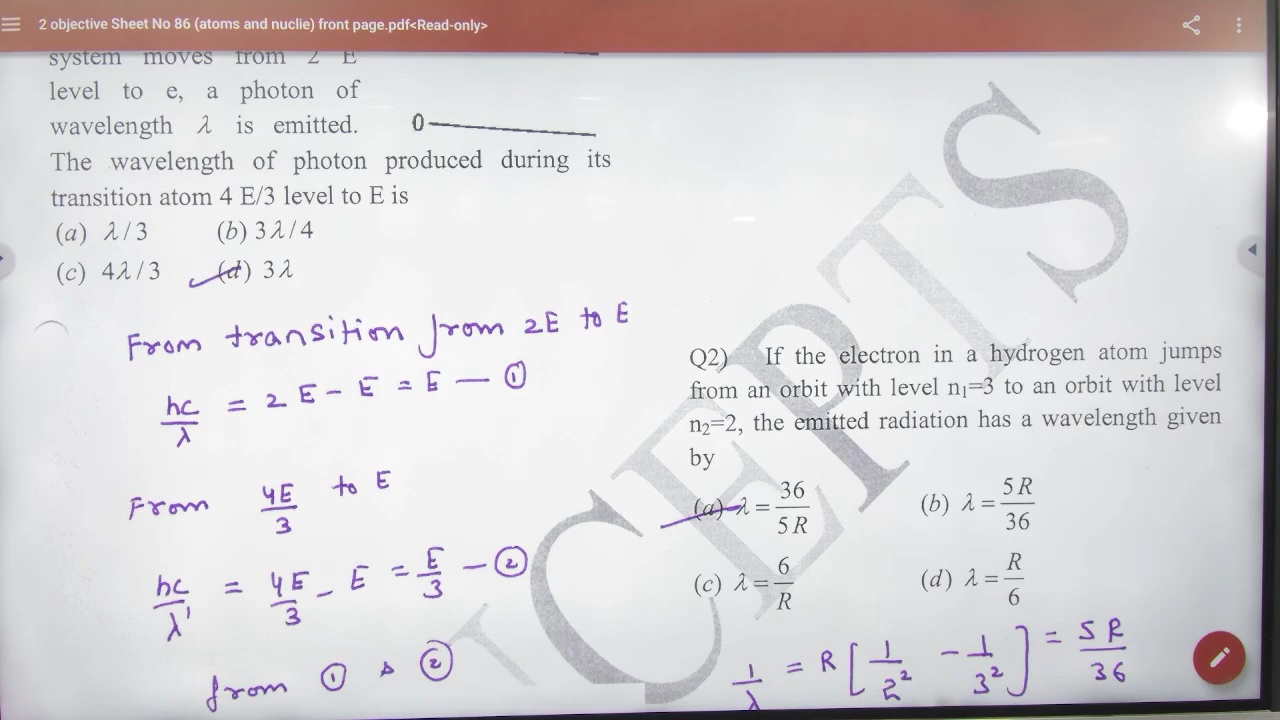 2 objective Sheet No 86 (atoms and nuclie) front page.pdf<Read-only>
system moves from 2 E
level to e, a photon of
wavelength λ is emitted.
0
The wavelength of photon produced during its
transition atom 4 E/3 level to E is
(a) λ/3 (b) 3λ/4
(c) 4λ/3 (d) 3λ
From transition from 2E to E
hc/λ = 2E - E = E — ①
From 4E/3 to E
hc/λ' = 4E/3 - E = E/3 — ②
from ① & ②
Q2) If the electron in a hydrogen atom jumps
from an orbit with level n₁=3 to an orbit with level
n₂=2, the emitted radiation has a wavelength given
by
(a) λ = 36/5R (b) λ = 5R/36
(c) λ = 6/R (d) λ = R/6
1/λ = R[1/2² - 1/3²] = 5R/36
CEPTS